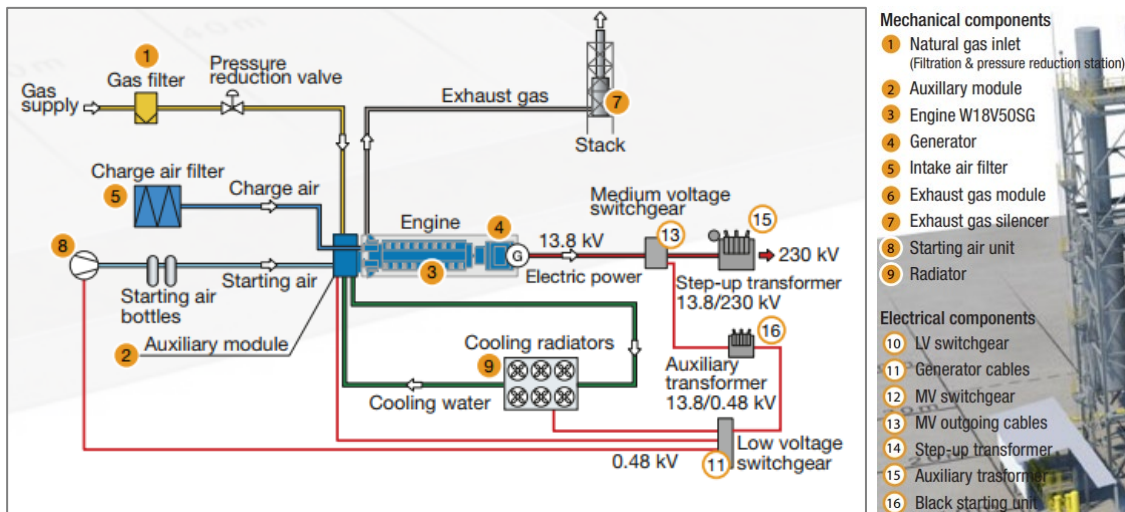 1
Gas filter
Pressure
reduction valve
Gas
supply
Exhaust gas
7
Stack
Charge air filter
5
Charge air
Medium voltage
switchgear
15
Engine
4
13
8
G
13.8 kV
230 kV
3
Electric power
Starting air
bottles
Starting air
Step-up transformer
13.8/230 kV
16
2
Auxiliary module
Cooling radiators
9
Auxiliary
transformer
13.8/0.48 kV
Cooling water
0.48 kV
11
Low voltage
switchgear
Mechanical components
1 Natural gas inlet
(Filtration & pressure reduction station)
2 Auxillary module
3 Engine W18V50SG
4 Generator
5 Intake air filter
6 Exhaust gas module
7 Exhaust gas silencer
8 Starting air unit
9 Radiator
Electrical components
10 LV switchgear
11 Generator cables
12 MV switchgear
13 MV outgoing cables
14 Step-up transformer
15 Auxiliary trasformer
16 Black starting unit